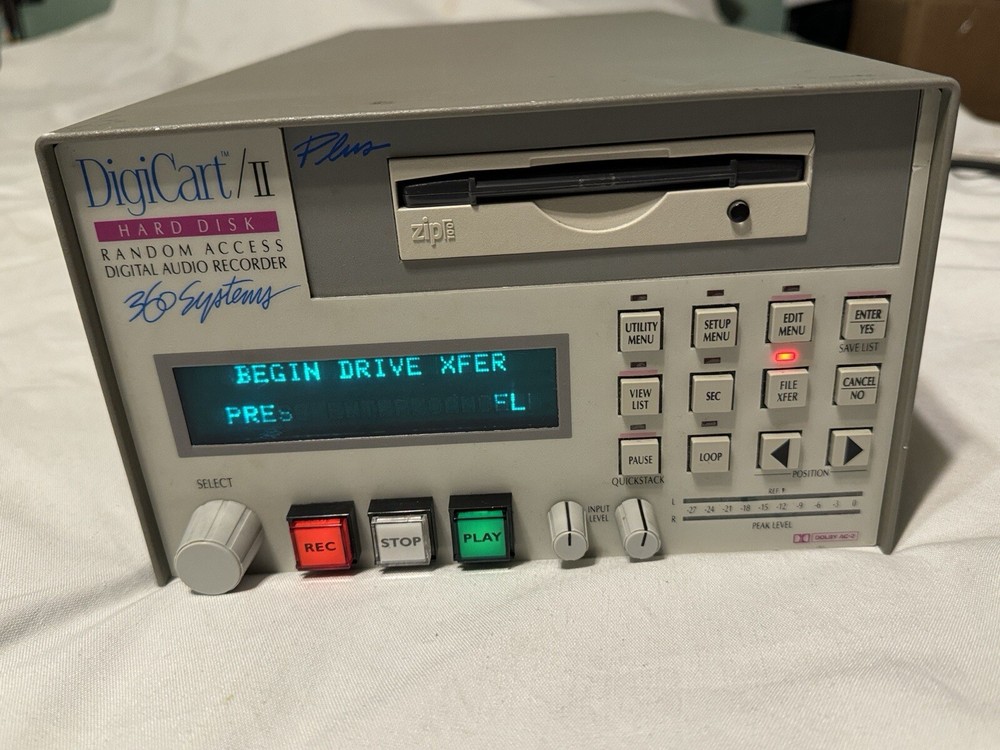 DigiCart™/II
Plus
HARD DISK
RANDOM ACCESS
DIGITAL AUDIO RECORDER
360 Systems
zip 100
BEGIN DRIVE XFER
PRES
FL
UTILITY MENU
SETUP MENU
EDIT MENU
ENTER YES
SAVE LIST
VIEW LIST
SEC
FILE XFER
CANCEL NO
PAUSE
QUICKSTACK
LOOP
POSITION
SELECT
REC
STOP
PLAY
INPUT LEVEL
REF
L
-27 -24 -21 -18 -15 -12 -9 -6 -3 0
R
PEAK LEVEL
DOLBY AC-2